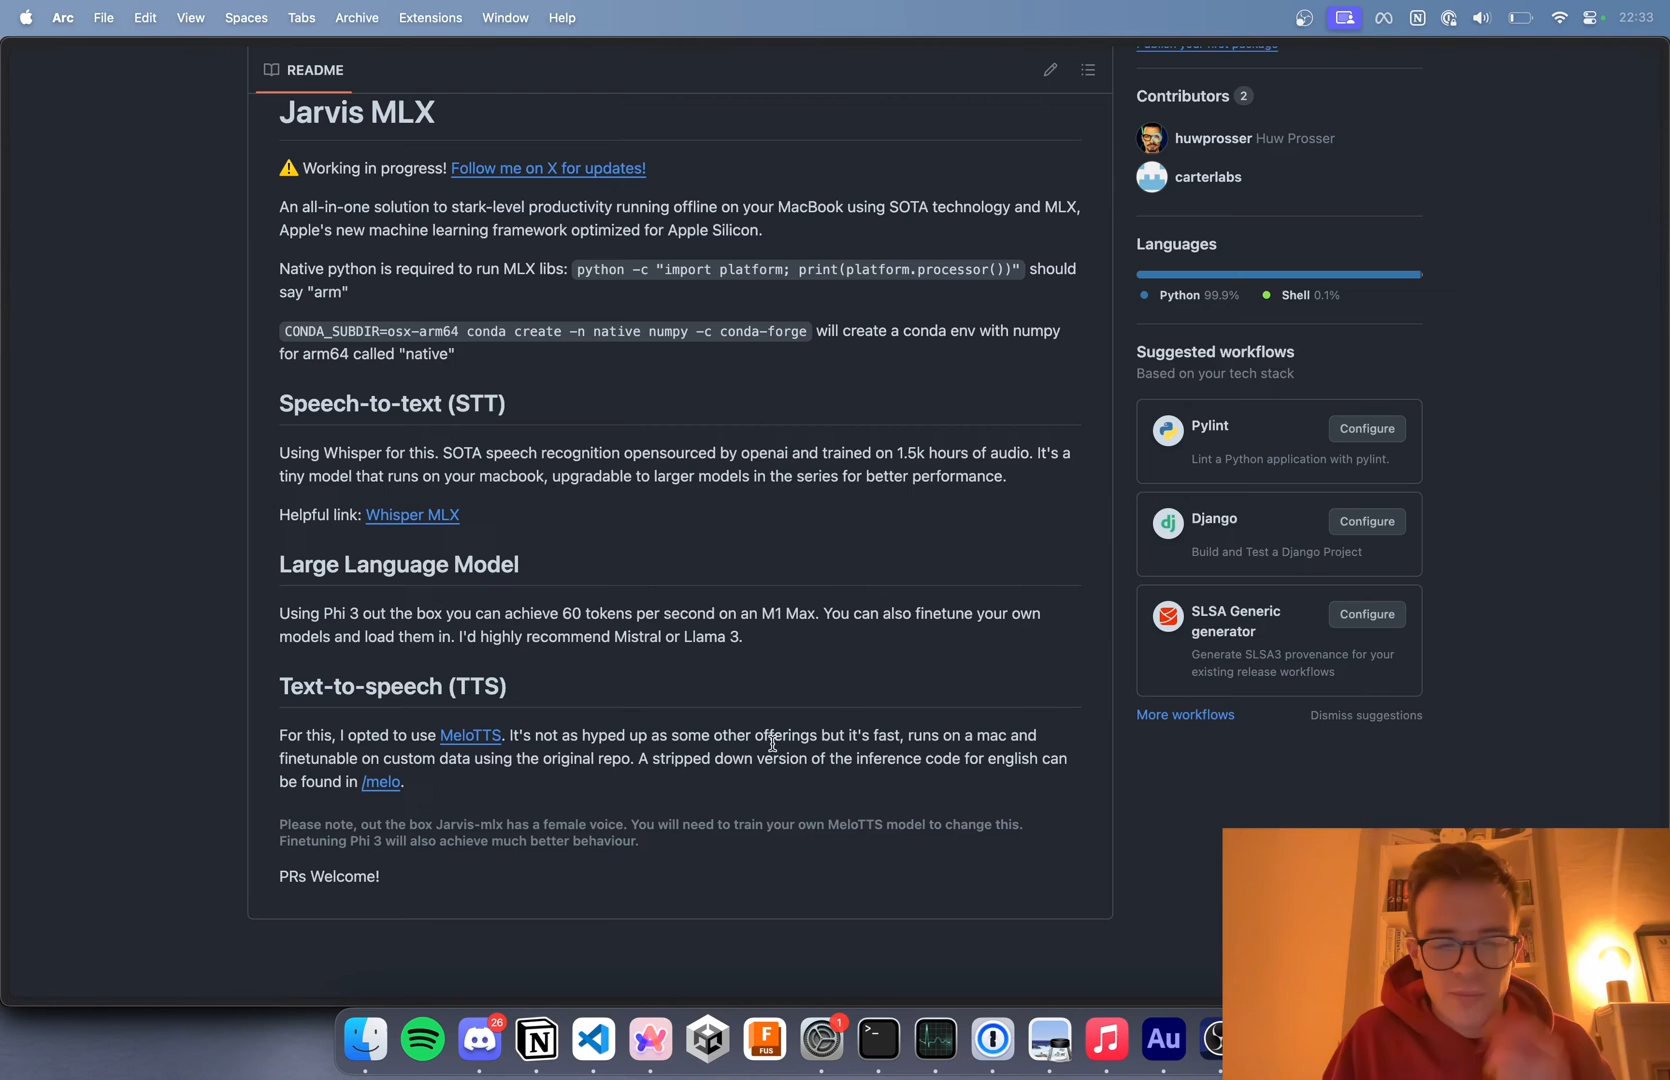 Arc File Edit View Spaces Tabs Archive Extensions Window Help 22:33
README
Publish your first package
Jarvis MLX
Working in progress! Follow me on X for updates!
An all-in-one solution to stark-level productivity running offline on your MacBook using SOTA technology and MLX,
Apple's new machine learning framework optimized for Apple Silicon.
Native python is required to run MLX libs: python -c "import platform; print(platform.processor())" should
say "arm"
CONDA_SUBDIR=osx-arm64 conda create -n native numpy -c conda-forge will create a conda env with numpy
for arm64 called "native"
Speech-to-text (STT)
Using Whisper for this. SOTA speech recognition opensourced by openai and trained on 1.5k hours of audio. It's a
tiny model that runs on your macbook, upgradable to larger models in the series for better performance.
Helpful link: Whisper MLX
Large Language Model
Using Phi 3 out the box you can achieve 60 tokens per second on an M1 Max. You can also finetune your own
models and load them in. I'd highly recommend Mistral or Llama 3.
Text-to-speech (TTS)
For this, I opted to use MeloTTS. It's not as hyped up as some other offerings but it's fast, runs on a mac and
finetunable on custom data using the original repo. A stripped down version of the inference code for english can
be found in /melo.
Please note, out the box Jarvis-mlx has a female voice. You will need to train your own MeloTTS model to change this.
Finetuning Phi 3 will also achieve much better behaviour.
PRs Welcome!
Contributors 2
huwprosser Huw Prosser
carterlabs
Languages
Python 99.9% Shell 0.1%
Suggested workflows
Based on your tech stack
Pylint
Configure
Lint a Python application with pylint.
dj
Django
Configure
Build and Test a Django Project
SLSA Generic
generator
Configure
Generate SLSA3 provenance for your
existing release workflows
More workflows Dismiss suggestions
26
1
F
FUS
Au